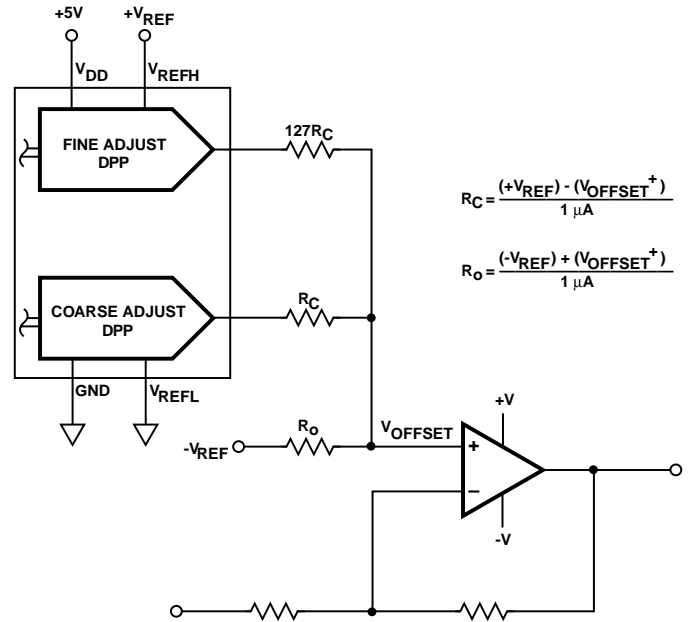 +5V
+VREF
VDD
VREFH
FINE ADJUST
DPP
127RC
COARSE ADJUST
DPP
RC
GND
VREFL
-VREF
Ro
VOFFSET
+V
+
−
-V
RC = (+VREF) - (VOFFSET+)
1 µA
Ro = (-VREF) + (VOFFSET+)
1 µA